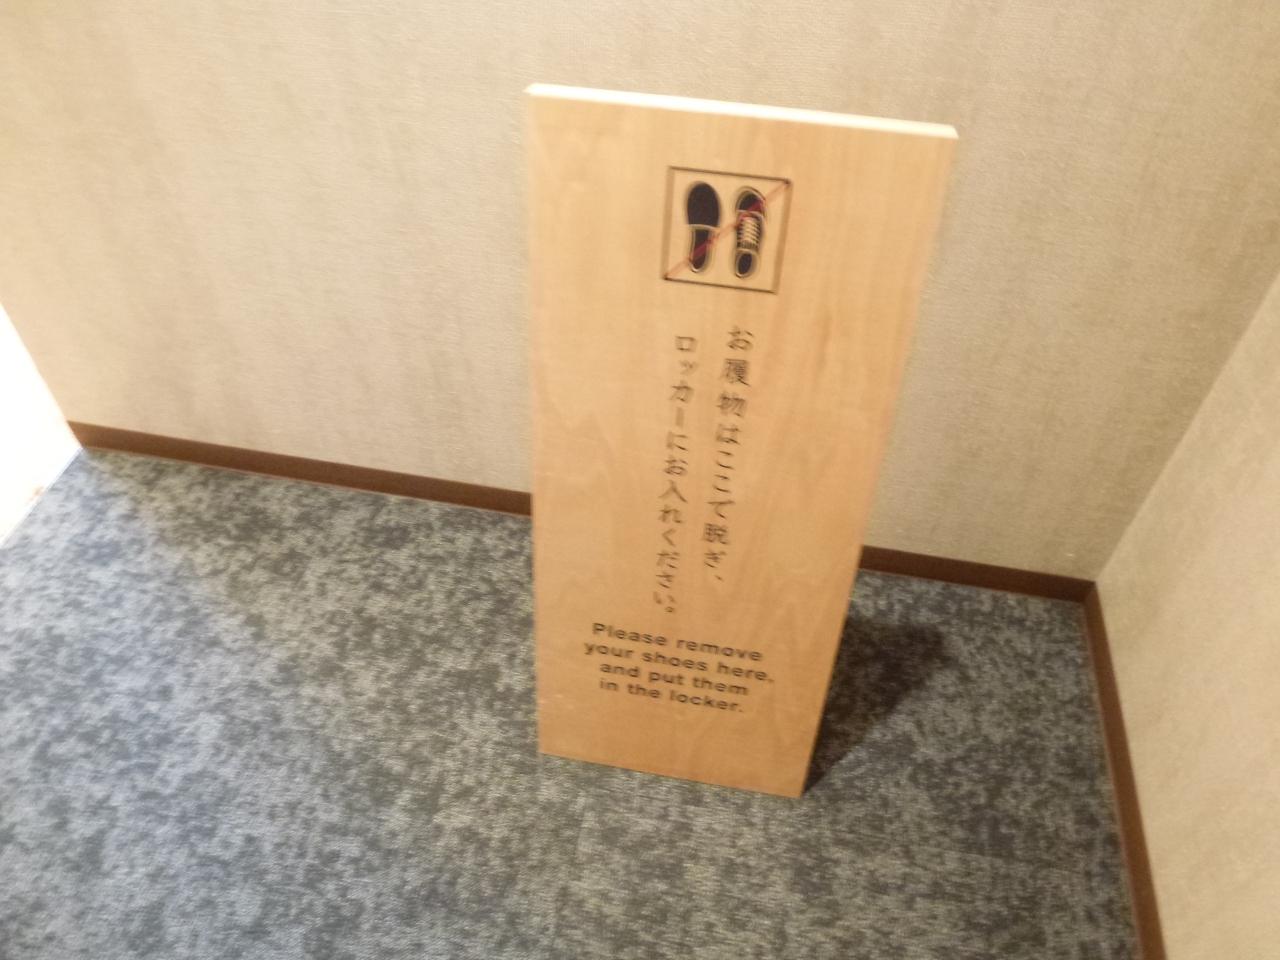 お履物はここで脱ぎ、
ロッカーにお入れください。
Please remove
your shoes here,
and put them
in the locker.